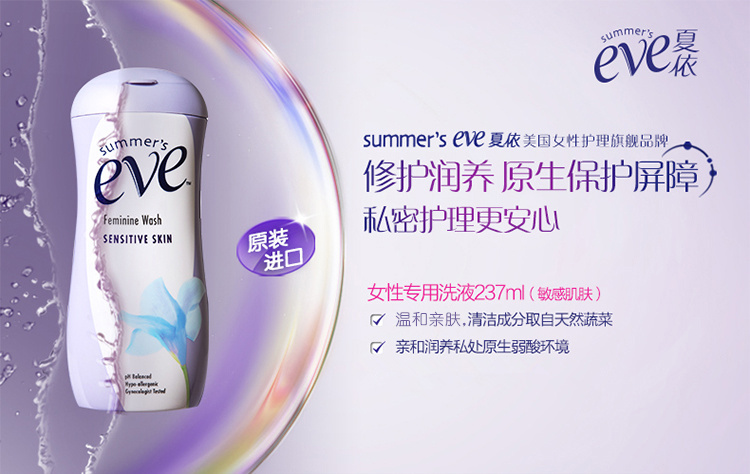 summer's
eve夏依
summer's
eve™
Feminine Wash
SENSITIVE SKIN
pH Balanced
Hypo-allergenic
Gynecologist Tested
原装
进口
summer's eve 夏依 美国女性护理旗舰品牌
修护润养 原生保护屏障
私密护理更安心
女性专用洗液237ml（敏感肌肤）
温和亲肤,清洁成分取自天然蔬菜
亲和润养私处原生弱酸环境